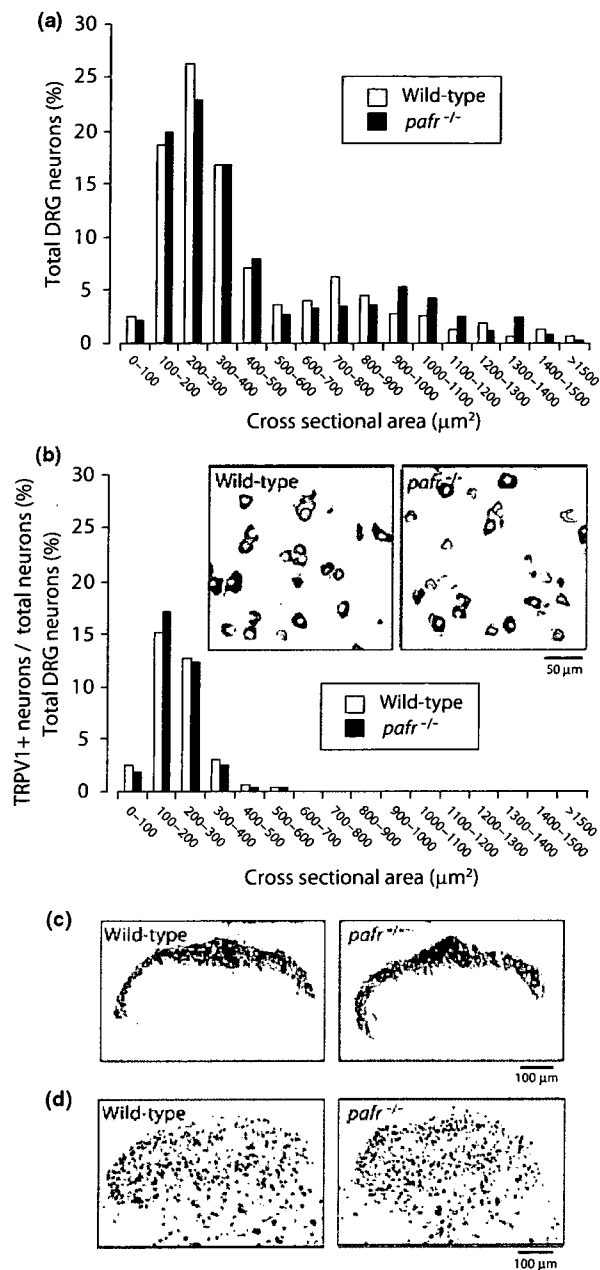 (a)
30
25
20
15
10
5
0
Total DRG neurons (%)
Wild-type
pafr -/-
0–100
100–200
200–300
300–400
400–500
500–600
600–700
700–800
800–900
900–1000
1000–1100
1100–1200
1200–1300
1300–1400
1400–1500
>1500
Cross sectional area (µm²)
(b)
30
25
20
15
10
5
0
TRPV1+ neurons / total neurons (%)
Total DRG neurons (%)
Wild-type
pafr -/-
50 µm
Wild-type
pafr -/-
0–100
100–200
200–300
300–400
400–500
500–600
600–700
700–800
800–900
900–1000
1000–1100
1100–1200
1200–1300
1300–1400
1400–1500
>1500
Cross sectional area (µm²)
(c)
Wild-type
pafr -/-
100 µm
(d)
Wild-type
pafr -/-
100 µm